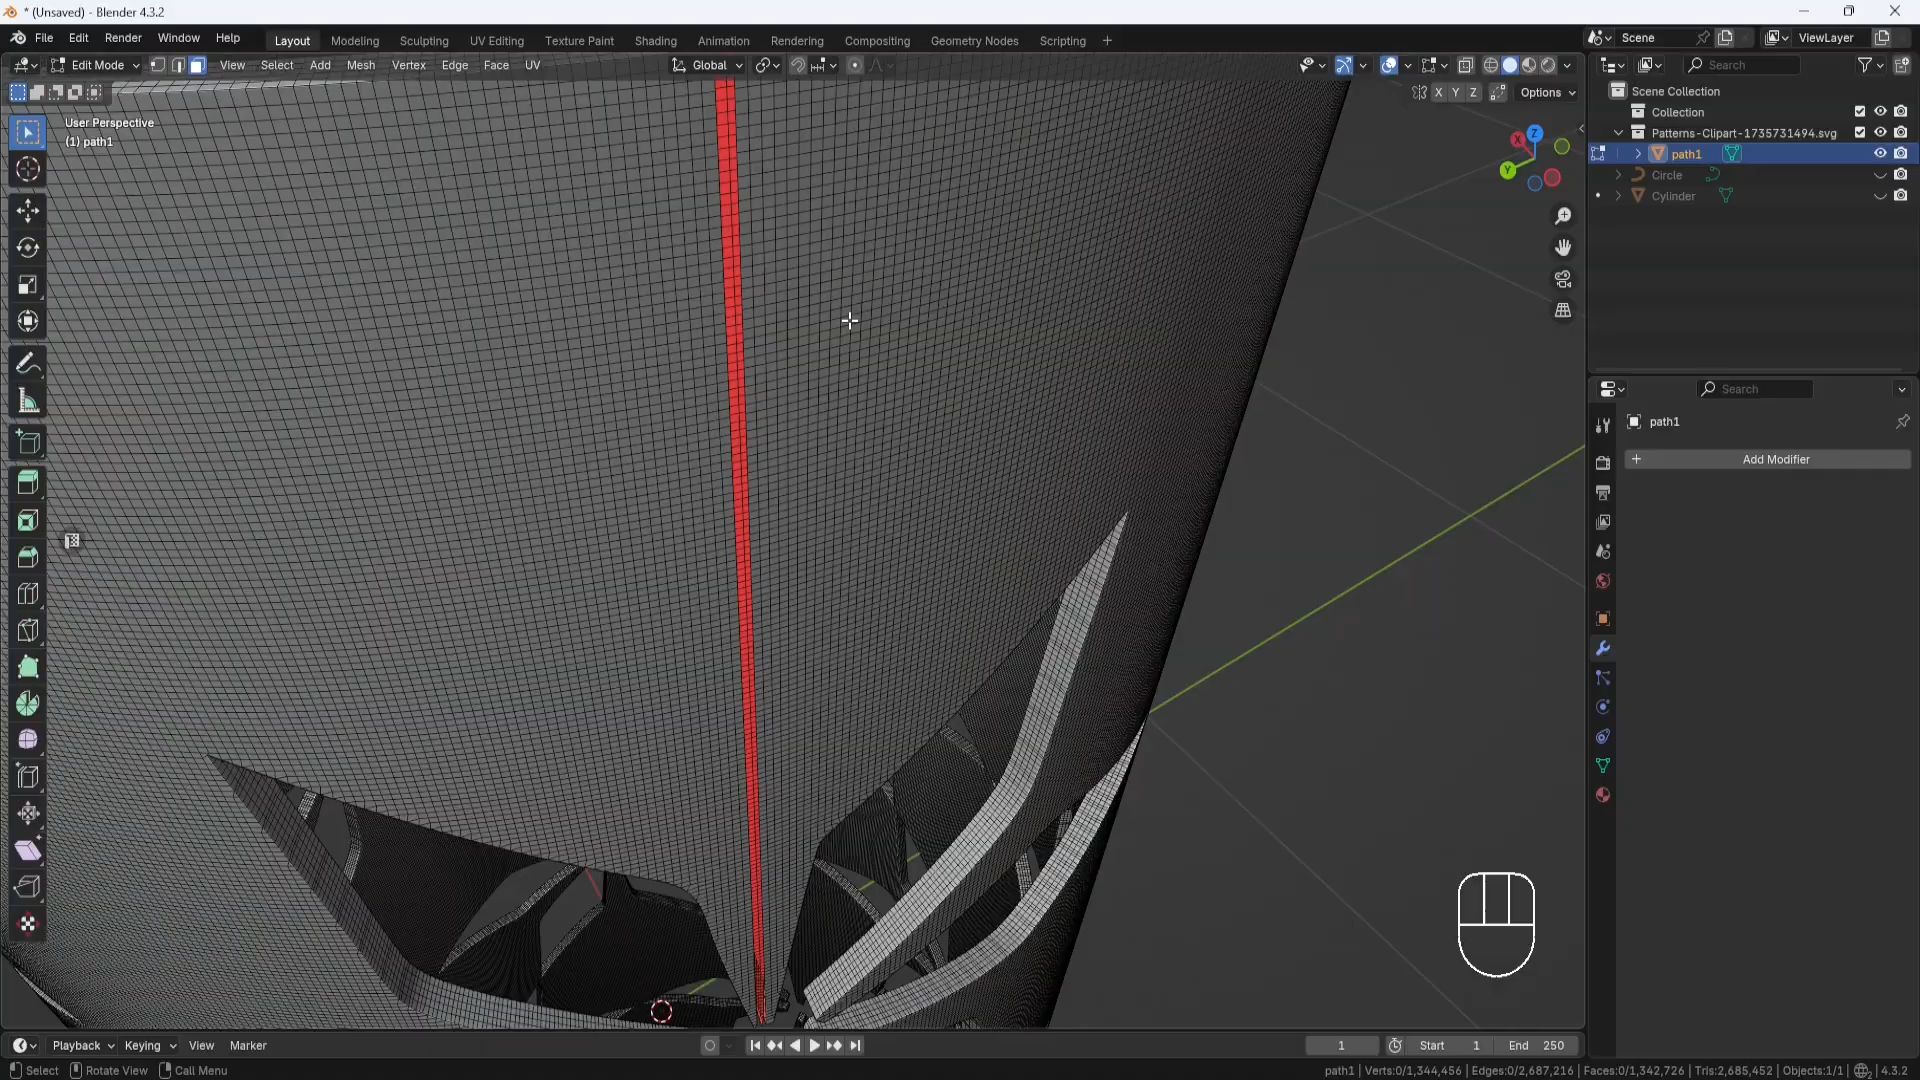 * (Unsaved) - Blender 4.3.2
File Edit Render Window Help
Layout Modeling Sculpting UV Editing Texture Paint Shading Animation Rendering Compositing Geometry Nodes Scripting +
Scene
ViewLayer
Edit Mode View Select Add Mesh Vertex Edge Face UV
Global
Search
X Y Z Options
User Perspective
(1) path1
Z
X
Y
Scene Collection
Collection
Patterns-Clipart-1735731494.svg
path1
Circle
Cylinder
Search
path1
+ Add Modifier
Playback Keying View Marker
1 Start 1 End 250
Select Rotate View Call Menu
path1 | Verts:0/1,344,456 | Edges:0/2,687,216 | Faces:0/1,342,726 | Tris:2,685,452 | Objects:1/1 | 4.3.2